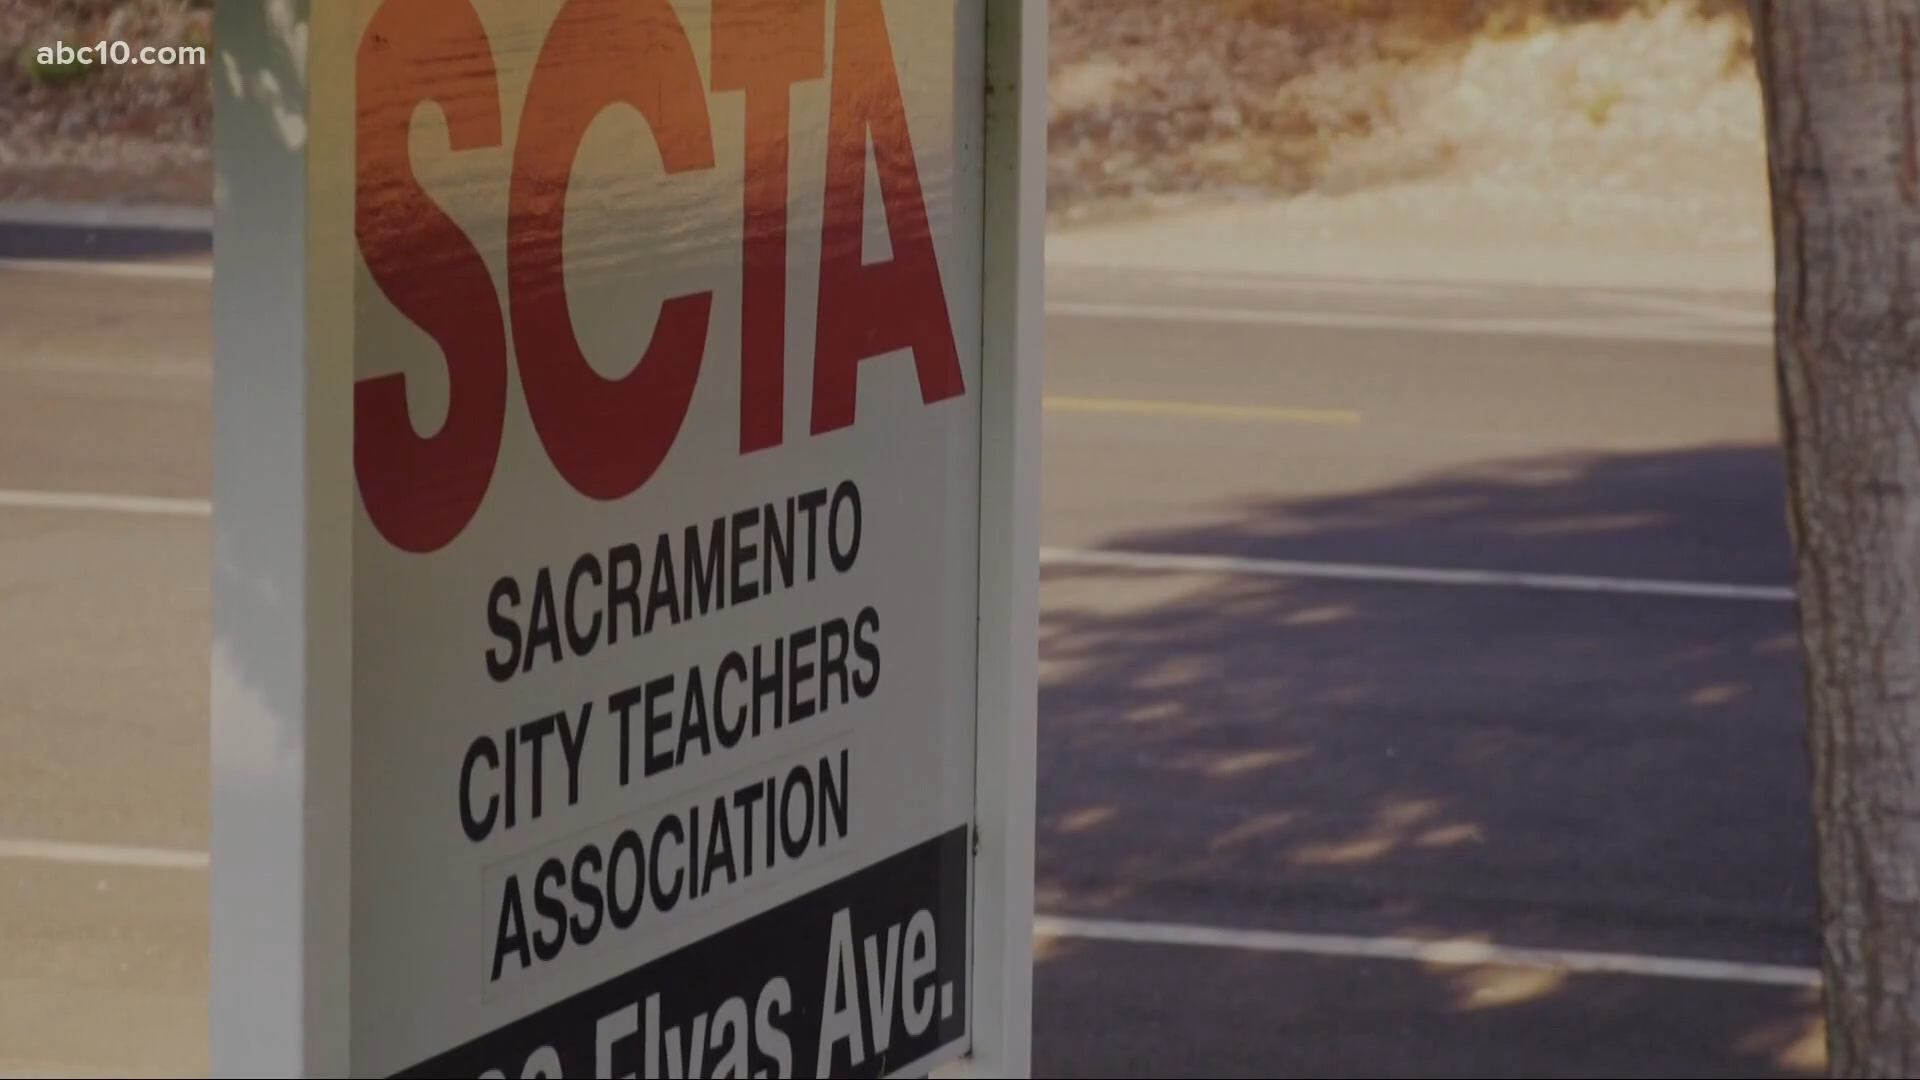 abc10.com
SCTA
SACRAMENTO
CITY TEACHERS
ASSOCIATION
Elvas Ave.